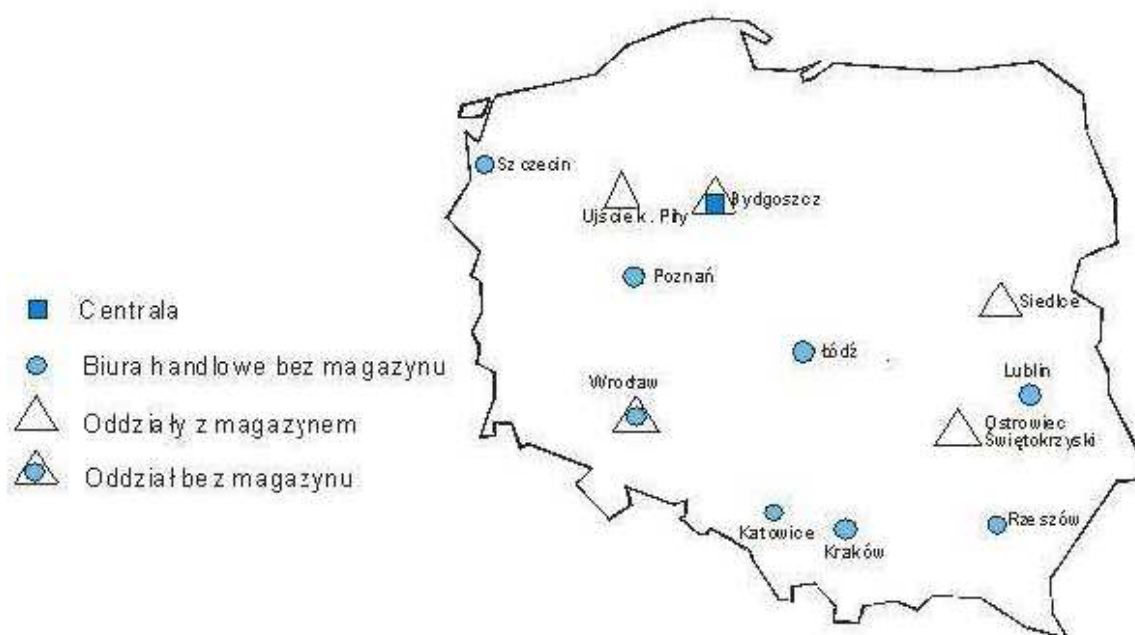 Szczecin
Ujście k. Piły
Bydgoszcz
Poznań
Siedlce
Centrala
Łódź
Biura handlowe bez magazynu
Wrocław
Lublin
Oddziały z magazynem
Ostrowiec
Świętokrzyski
Oddział bez magazynu
Katowice
Kraków
Rzeszów